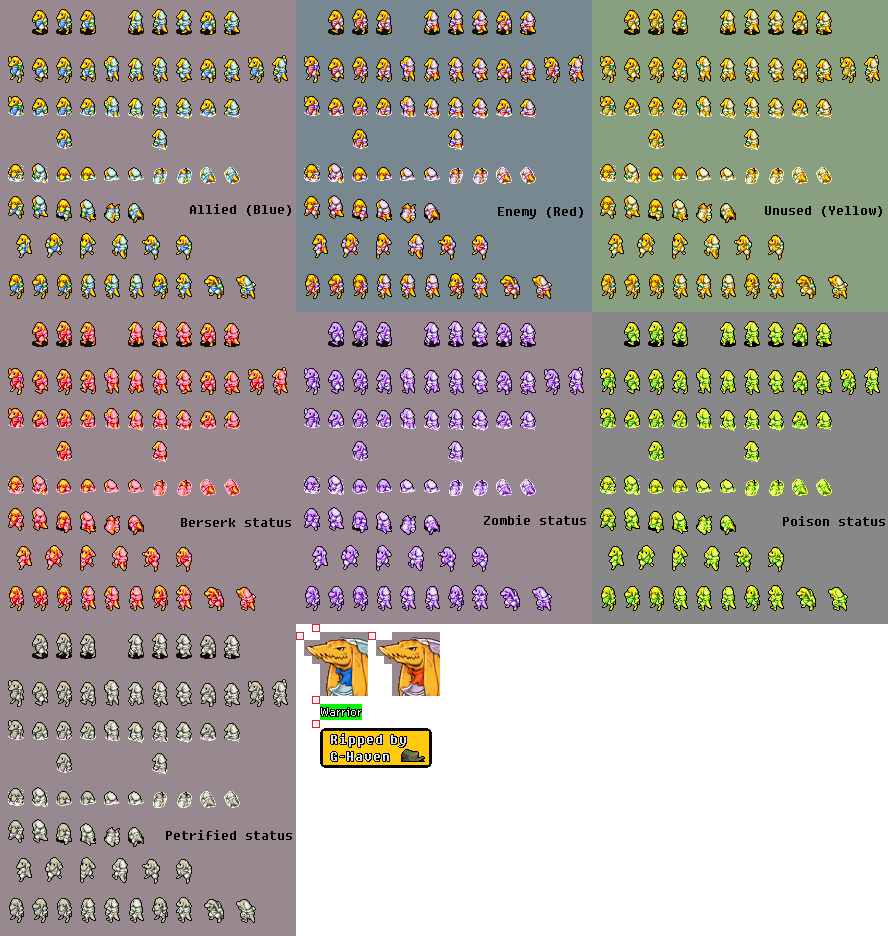 Allied (Blue)
Enemy (Red)
Unused (Yellow)
Berserk status
Zombie status
Poison status
Petrified status
Warrior
Ripped by
G-Haven